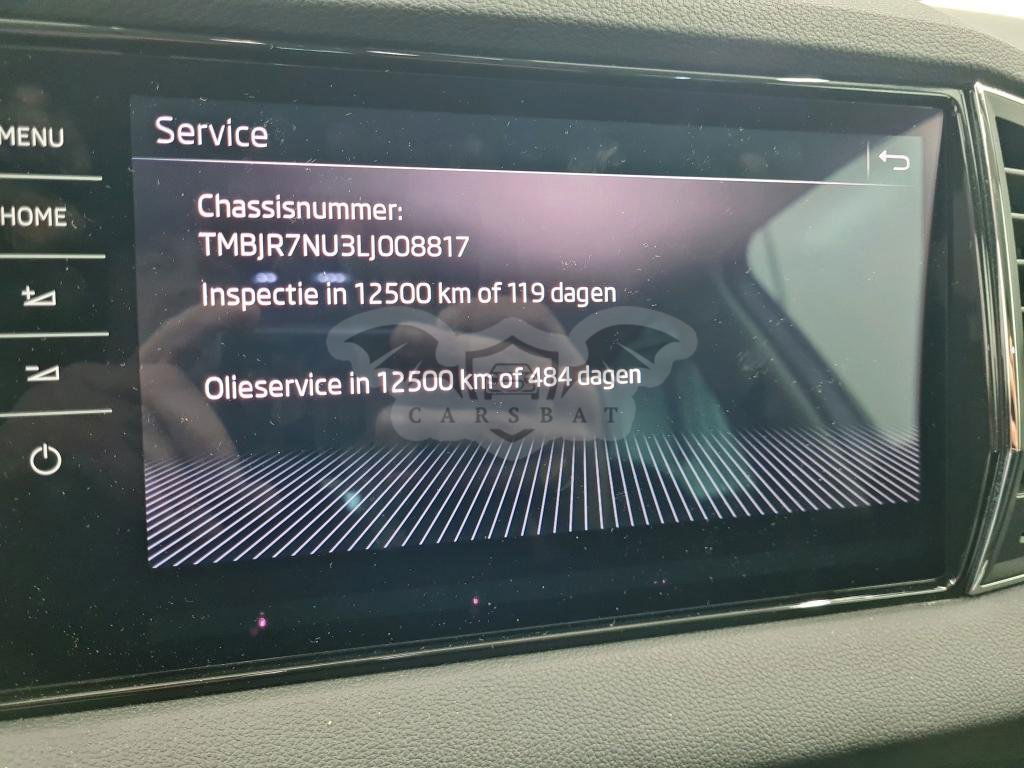 MENU
HOME
Service
Chassisnummer:
TMBJR7NU3LJ008817
Inspectie in 12500 km of 119 dagen
Olieservice in 12500 km of 484 dagen
CARSBAT